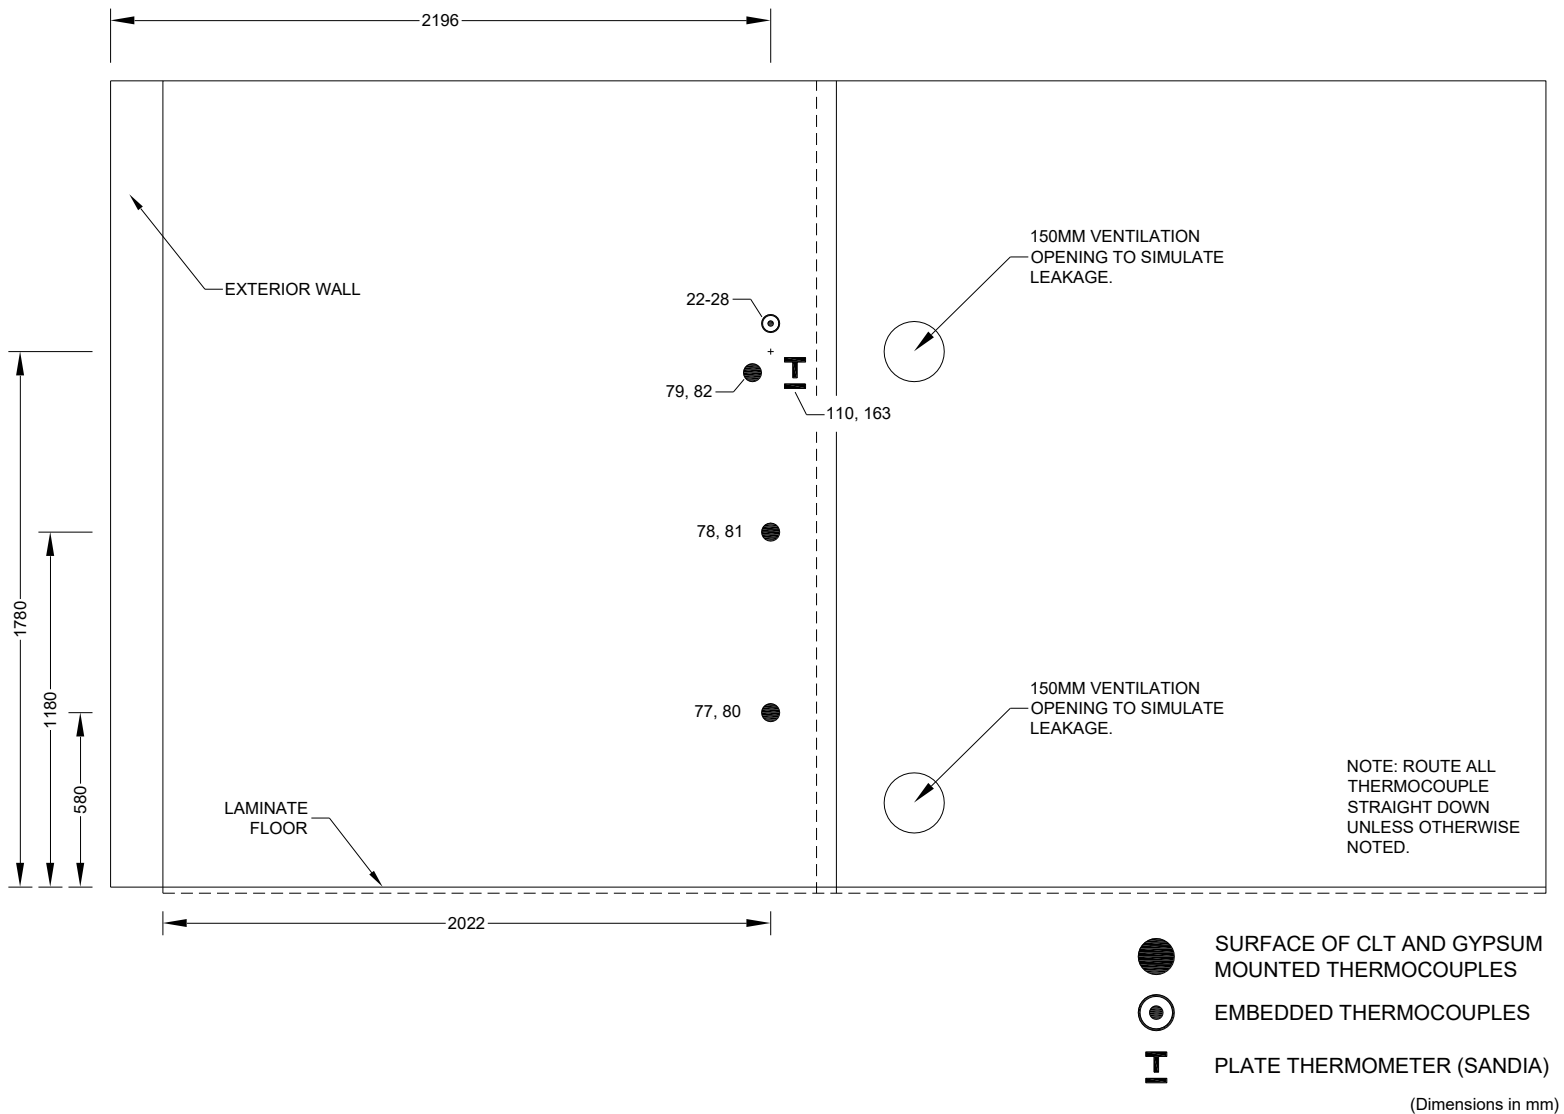 2196
150MM VENTILATION
OPENING TO SIMULATE
LEAKAGE.
EXTERIOR WALL
22-28
79, 82
110, 163
78, 81
1780
1180
580
77, 80
150MM VENTILATION
OPENING TO SIMULATE
LEAKAGE.
NOTE: ROUTE ALL
THERMOCOUPLE
STRAIGHT DOWN
UNLESS OTHERWISE
NOTED.
LAMINATE
FLOOR
2022
SURFACE OF CLT AND GYPSUM
MOUNTED THERMOCOUPLES
EMBEDDED THERMOCOUPLES
PLATE THERMOMETER (SANDIA)
(Dimensions in mm)